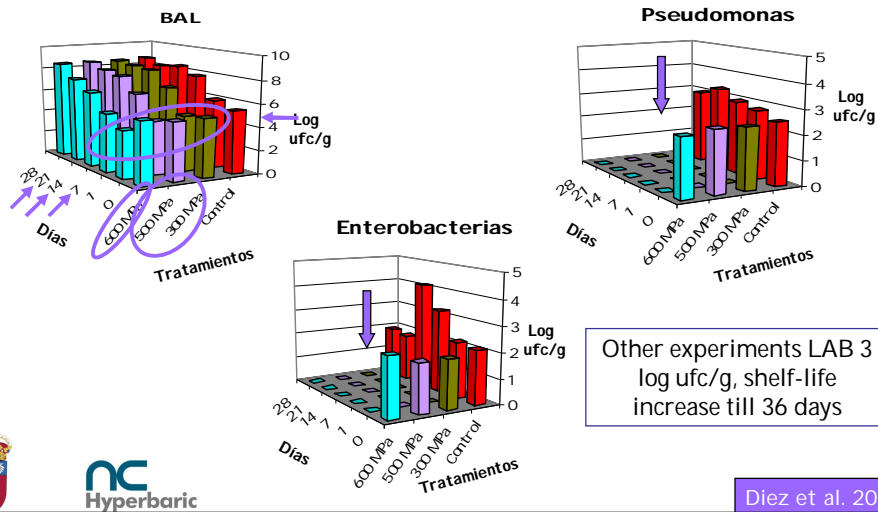 BAL
10
8
6
4
2
0
Log
ufc/g
28
21
14
7
1
0
Días
600 MPa
500 MPa
300 MPa
Control
Tratamientos
Pseudomonas
5
4
3
2
1
0
Log
ufc/g
28
21
14
7
1
0
Días
600 MPa
500 MPa
300 MPa
Control
Tratamientos
Enterobacterias
5
4
3
2
1
0
Log
ufc/g
28
21
14
7
1
0
Días
600 MPa
500 MPa
300 MPa
Control
Tratamientos
Other experiments LAB 3
log ufc/g, shelf-life
increase till 36 days
nc
Hyperbaric
Diez et al. 20